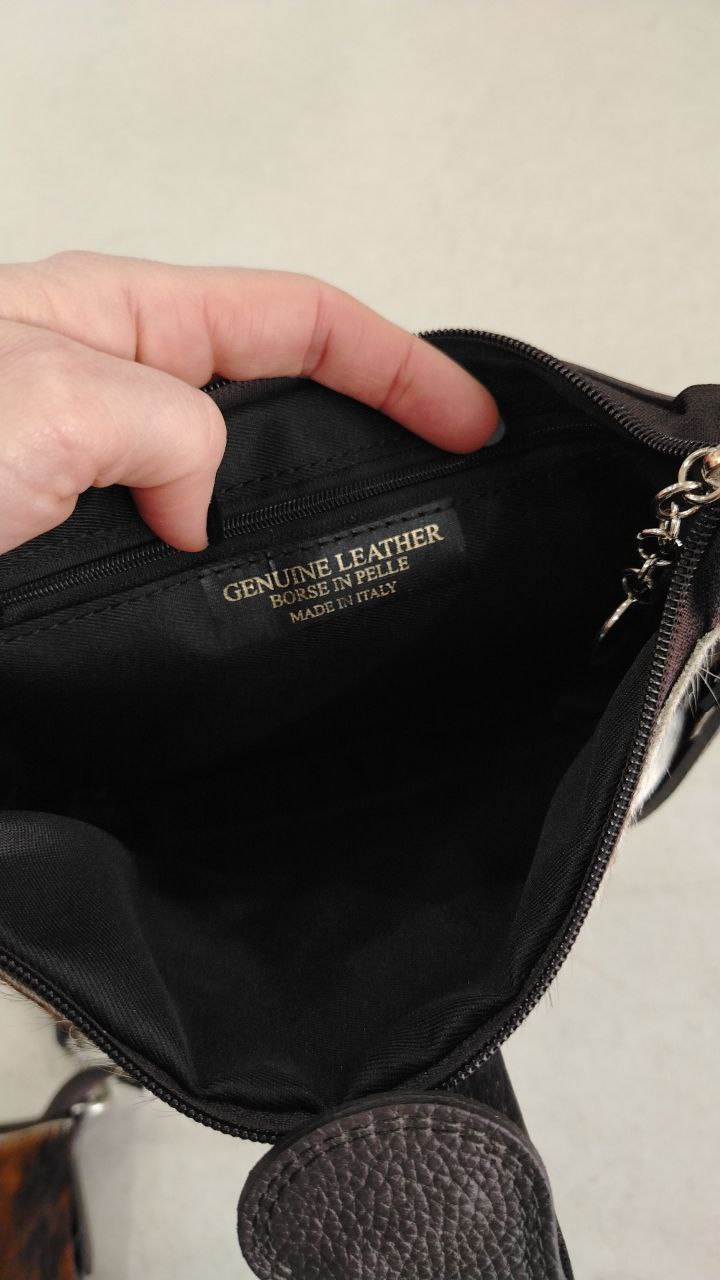 GENUINE LEATHER
BORSE IN PELLE
MADE IN ITALY